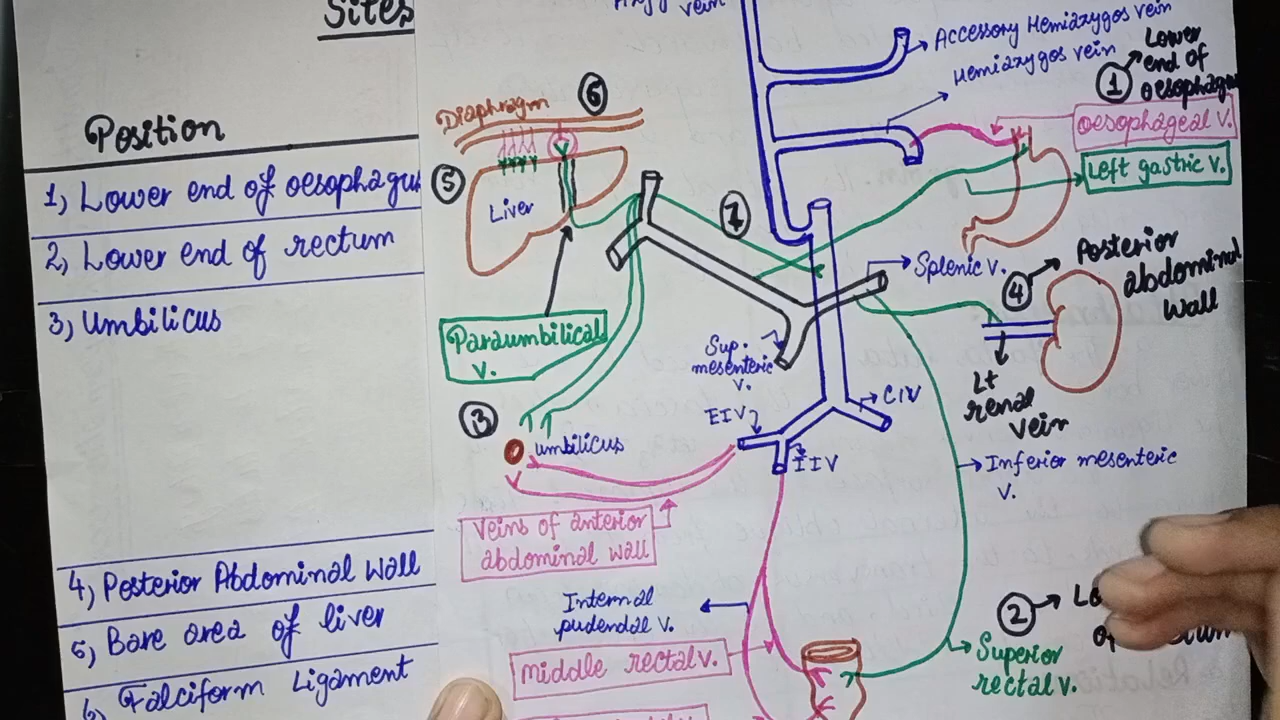 Sites
Position
1, Lower end of oesophagus
2, Lower end of rectum
3, Umbilicus
4, Posterior Abdominal Wall
5, Bare area of liver
6, Falciform Ligament
vein
Accessory Hemiazygos vein
Hemiazygos vein
1 Lower
end of
oesophagus
oesophageal v.
Left gastric v.
Diaphragm
6
5
Liver
7
Splenic v.
4 Posterior
abdominal
wall
Paraumbilical
v.
Sup.
mesenteric
v.
Lt
renal
vein
3
umbilicus
EIV
CIV
IIV
Inferior mesenteric
v.
Veins of anterior
abdominal wall
Internal
pudendal v.
Middle rectal v.
2
Superior
rectal v.